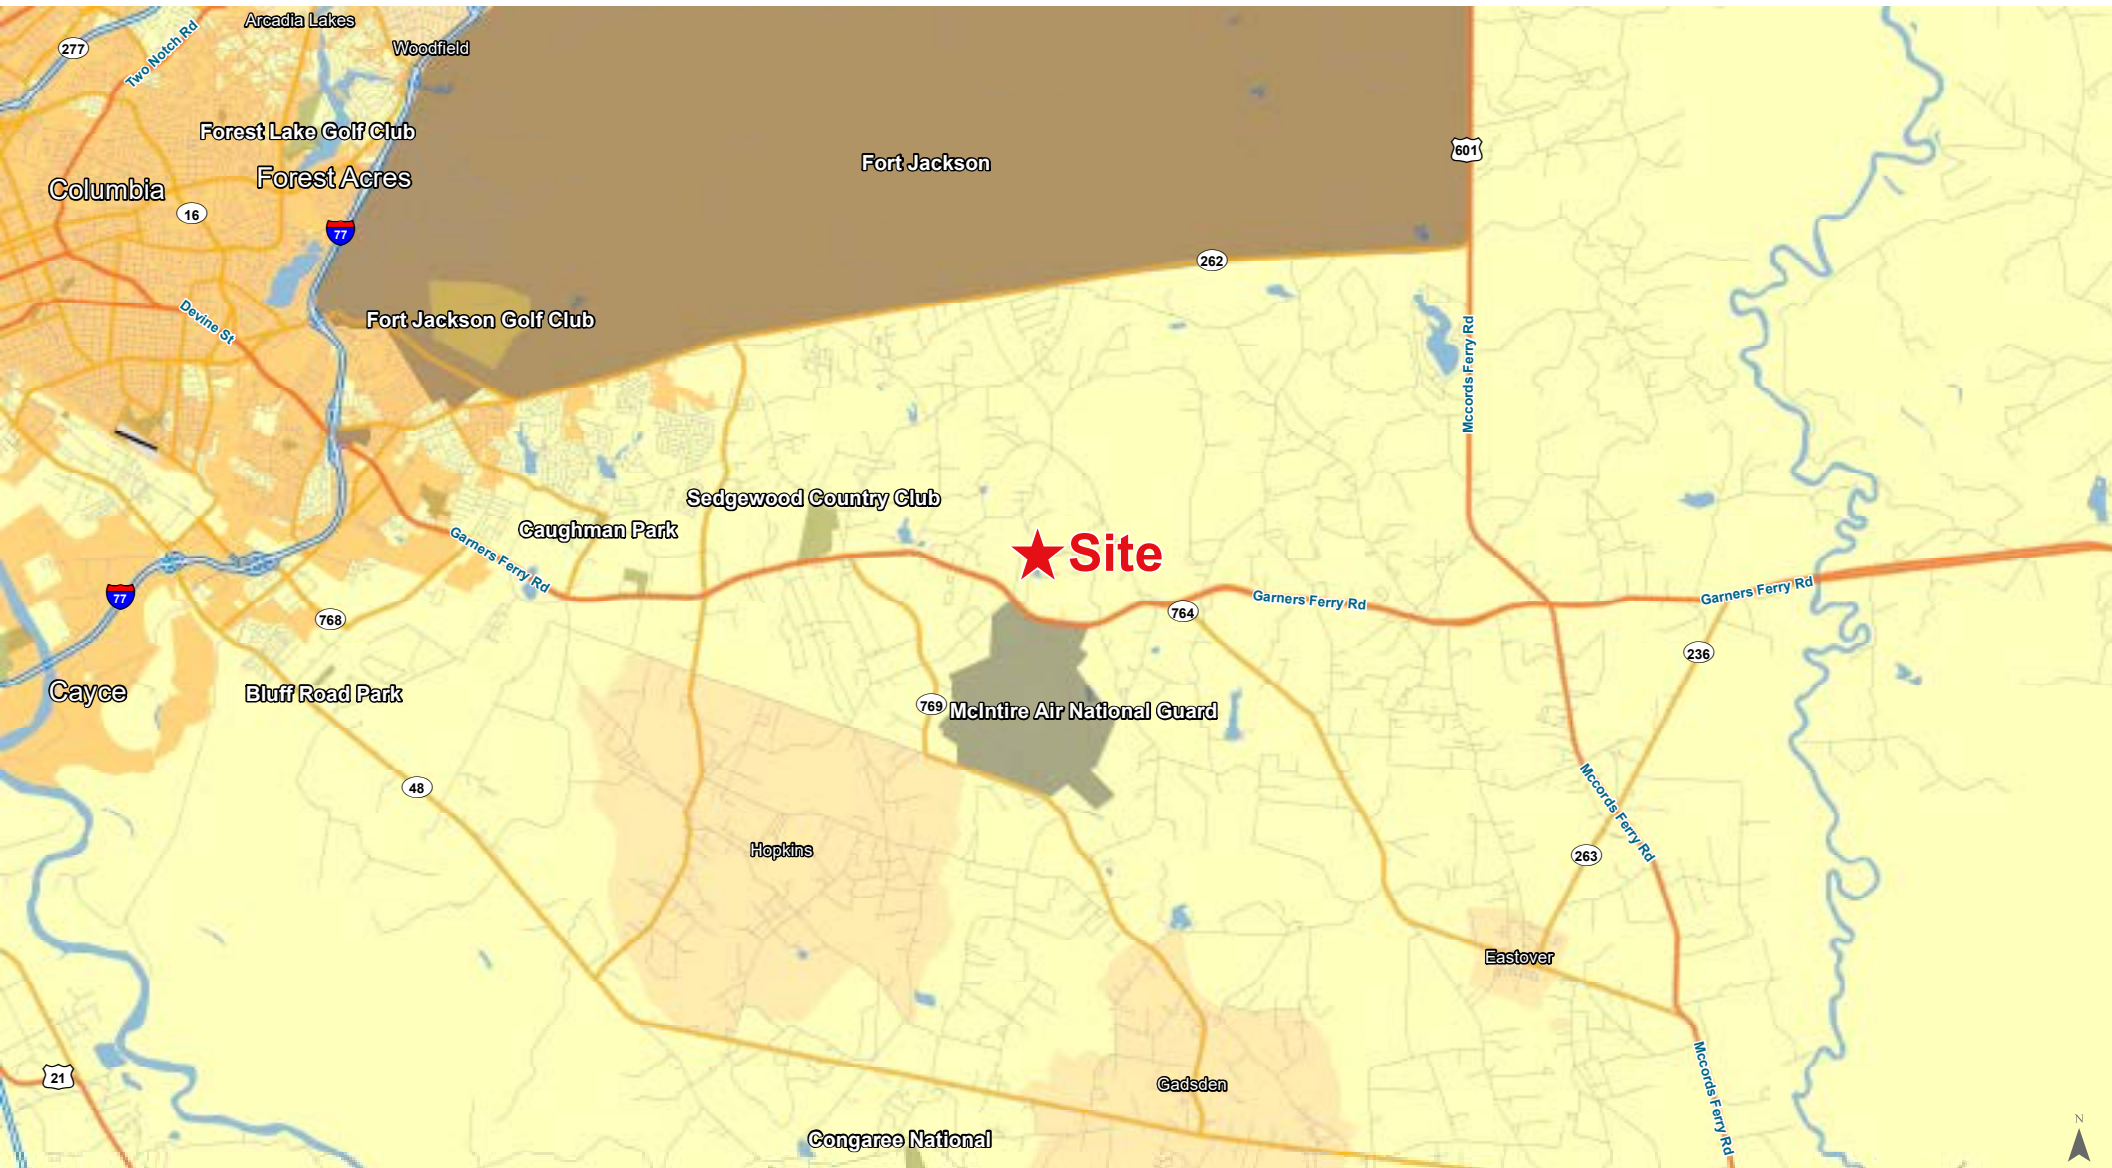 Arcadia Lakes
277
Two Notch Rd
Woodfield
Forest Lake Golf Club
Fort Jackson
601
Forest Acres
Columbia
16
77
262
Devine St
Fort Jackson Golf Club
Mccords Ferry Rd
Sedgewood Country Club
Caughman Park
Garners Ferry Rd
Site
77
768
764
Garners Ferry Rd
Garners Ferry Rd
236
Cayce
Bluff Road Park
769
McIntire Air National Guard
48
Mccords Ferry Rd
Hopkins
263
Eastover
21
Gadsden
Mccords Ferry Rd
Congaree National
N